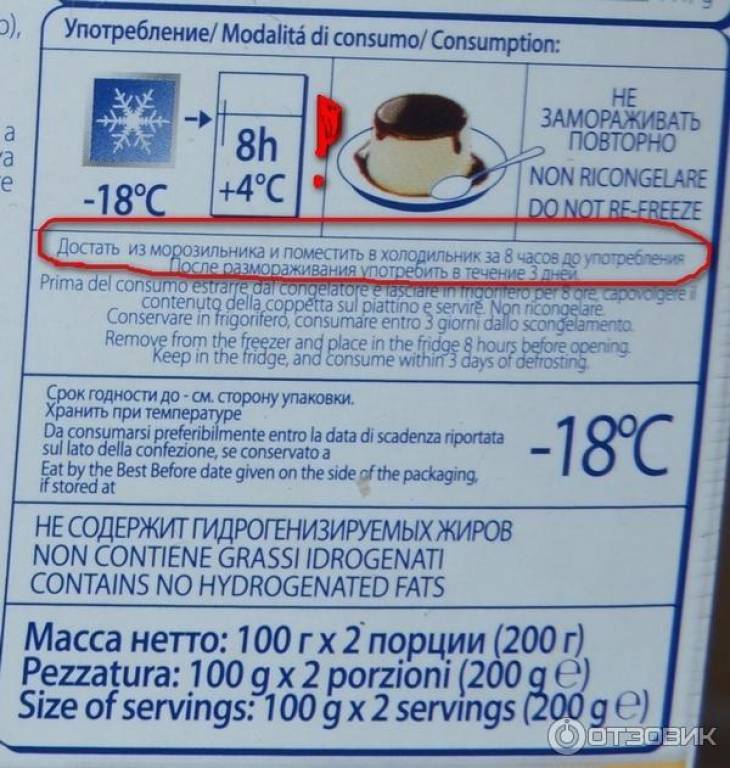 Употребление/ Modalitá di consumo/ Consumption:
-18°C
8h
+4°C
НЕ
ЗАМОРАЖИВАТЬ
ПОВТОРНО
NON RICONGELARE
DO NOT RE-FREEZE
Достать из морозильника и поместить в холодильник за 8 часов до употребления
После размораживания употребить в течение 3 дней.
Prima del consumo estrarre dal congelatore e lasciare in frigorifero per 8 ore, capovolgere il
contenuto della coppetta sul piattino e servire. Non ricongelare.
Conservare in frigorifero, consumare entro 3 giorni dallo scongelamento.
Remove from the freezer and place in the fridge 8 hours before opening.
Keep in the fridge, and consume within 3 days of defrosting.
Срок годности до - см. сторону упаковки.
Хранить при температуре
Da consumarsi preferibilmente entro la data di scadenza riportata
sul lato della confezione, se conservato a
Eat by the Best Before date given on the side of the packaging,
if stored at
-18°C
НЕ СОДЕРЖИТ ГИДРОГЕНИЗИРУЕМЫХ ЖИРОВ
NON CONTIENE GRASSI IDROGENATI
CONTAINS NO HYDROGENATED FATS
Масса нетто: 100 г x 2 порции (200 г)
Pezzatura: 100 g x 2 porzioni (200 g ℮)
Size of servings: 100 g x 2 servings (200 g ℮)
ОТЗОВИК